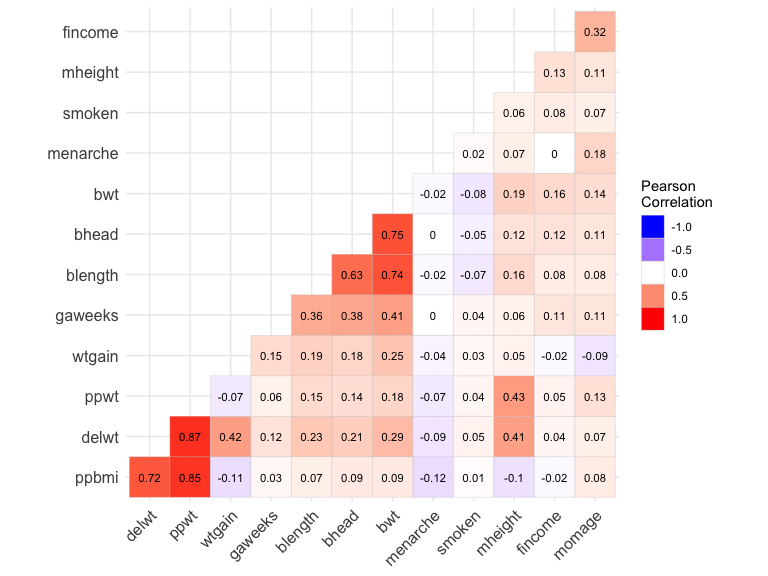 fincome 0.32
mheight 0.13 0.11
smoken 0.06 0.08 0.07
menarche 0.02 0.07 0 0.18
bwt -0.02 -0.08 0.19 0.16 0.14
bhead 0.75 0 -0.05 0.12 0.12 0.11
blength 0.63 0.74 -0.02 -0.07 0.16 0.08 0.08
gaweeks 0.36 0.38 0.41 0 0.04 0.06 0.11 0.11
wtgain 0.15 0.19 0.18 0.25 -0.04 0.03 0.05 -0.02 -0.09
ppwt -0.07 0.06 0.15 0.14 0.18 -0.07 0.04 0.43 0.05 0.13
delwt 0.87 0.42 0.12 0.23 0.21 0.29 -0.09 0.05 0.41 0.04 0.07
ppbmi 0.72 0.85 -0.11 0.03 0.07 0.09 0.09 -0.12 0.01 -0.1 -0.02 0.08
delwt ppwt wtgain gaweeks blength bhead bwt menarche smoken mheight fincome momage
Pearson
Correlation
-1.0
-0.5
0.0
0.5
1.0